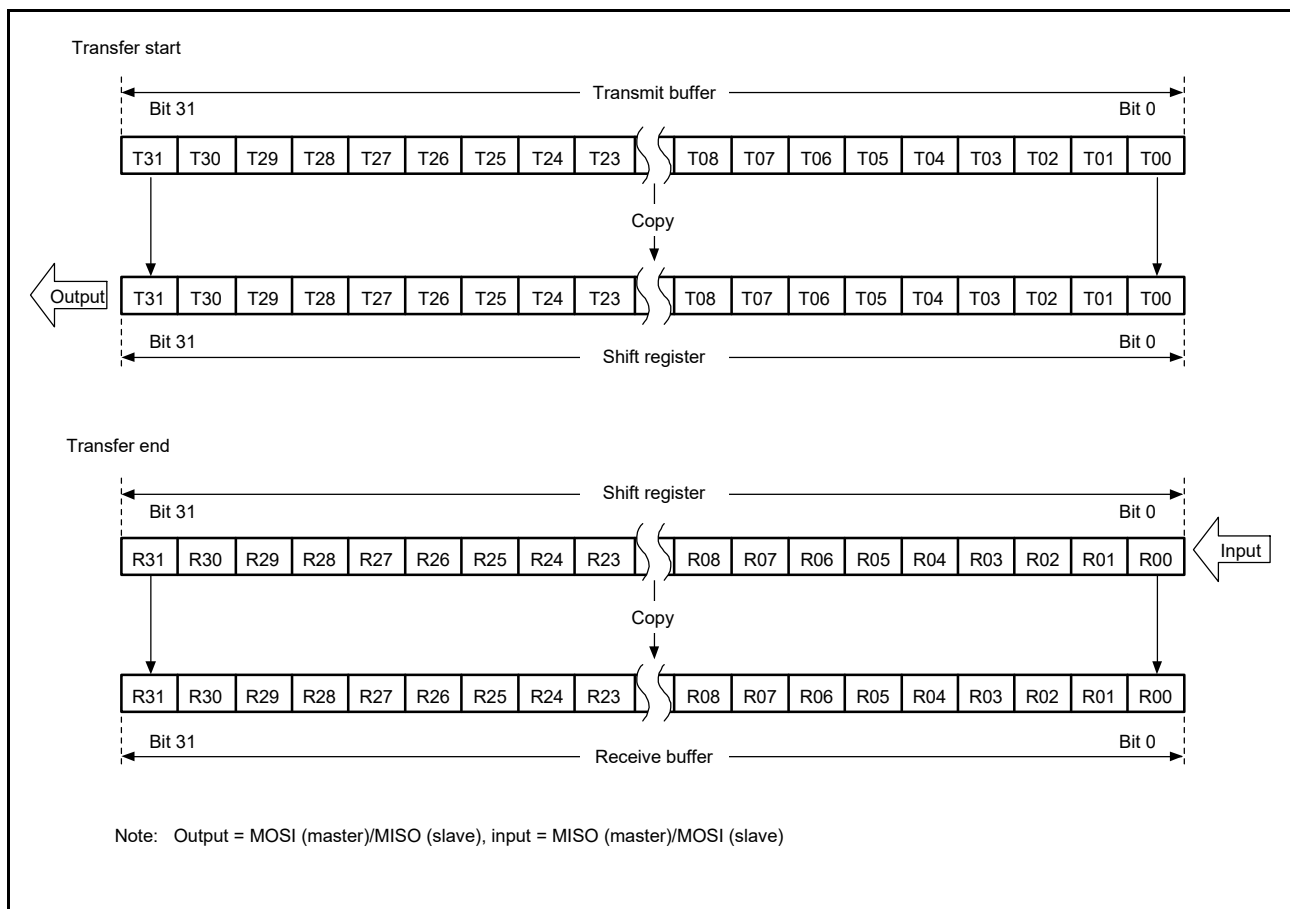 Transfer start
Transmit buffer
Bit 31 Bit 0
T31 T30 T29 T28 T27 T26 T25 T24 T23 T08 T07 T06 T05 T04 T03 T02 T01 T00
Copy
Output T31 T30 T29 T28 T27 T26 T25 T24 T23 T08 T07 T06 T05 T04 T03 T02 T01 T00
Bit 31 Bit 0
Shift register
Transfer end
Shift register
Bit 31 Bit 0
R31 R30 R29 R28 R27 R26 R25 R24 R23 R08 R07 R06 R05 R04 R03 R02 R01 R00 Input
Copy
R31 R30 R29 R28 R27 R26 R25 R24 R23 R08 R07 R06 R05 R04 R03 R02 R01 R00
Bit 31 Bit 0
Receive buffer
Note: Output = MOSI (master)/MISO (slave), input = MISO (master)/MOSI (slave)